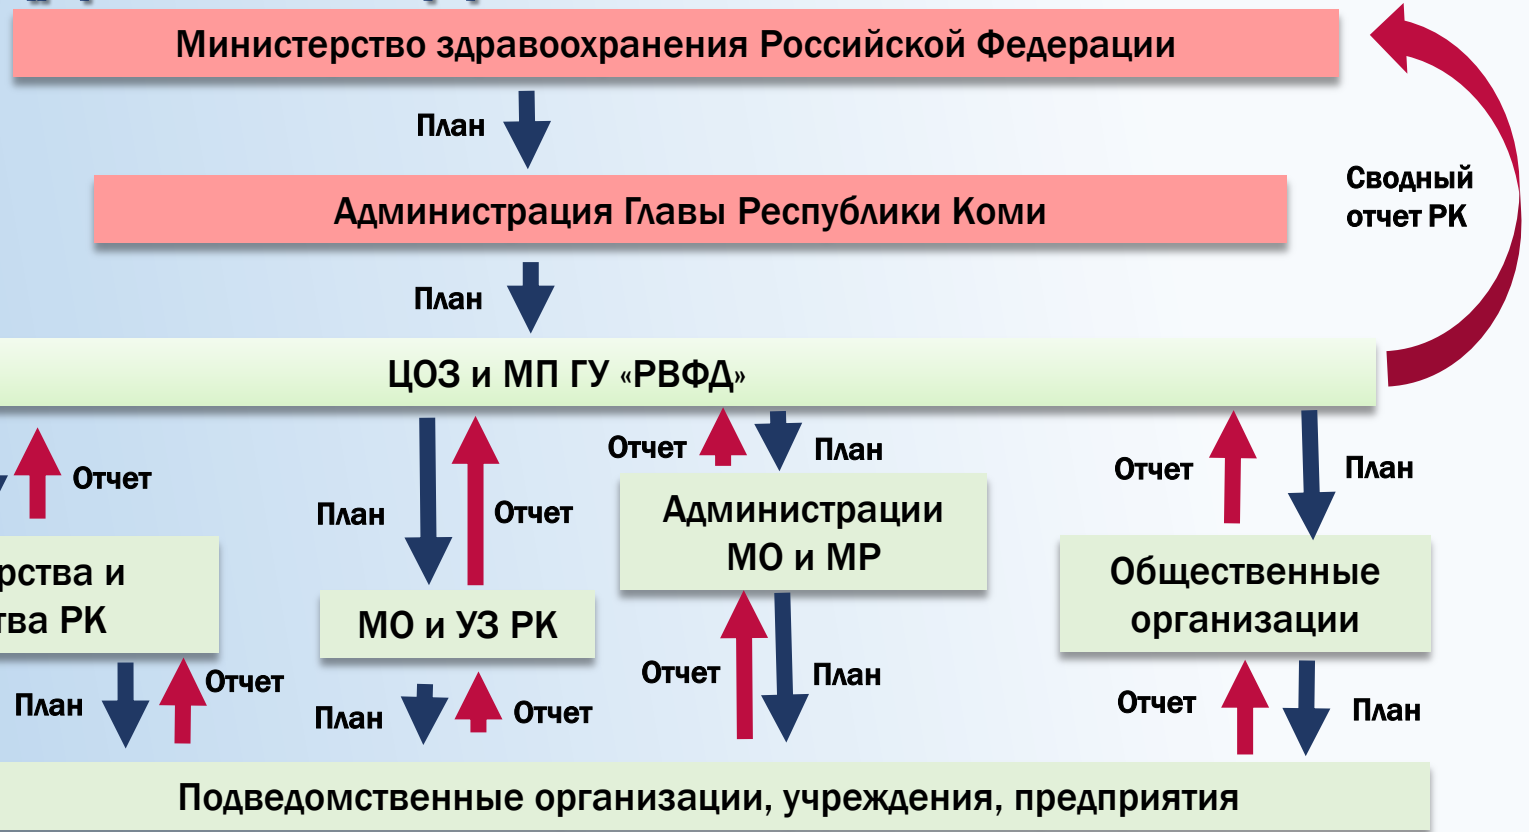 Министерство здравоохранения Российской Федерации
План
Администрация Главы Республики Коми
Сводный
отчет РК
План
ЦОЗ и МП ГУ «РВФД»
Отчет
План
Отчет
План
Отчет
План
Отчет
Администрации
МО и МР
рства и
тва РК
Общественные
организации
МО и УЗ РК
Отчет
План
Отчет
План
План
Отчет
Отчет
План
Подведомственные организации, учреждения, предприятия